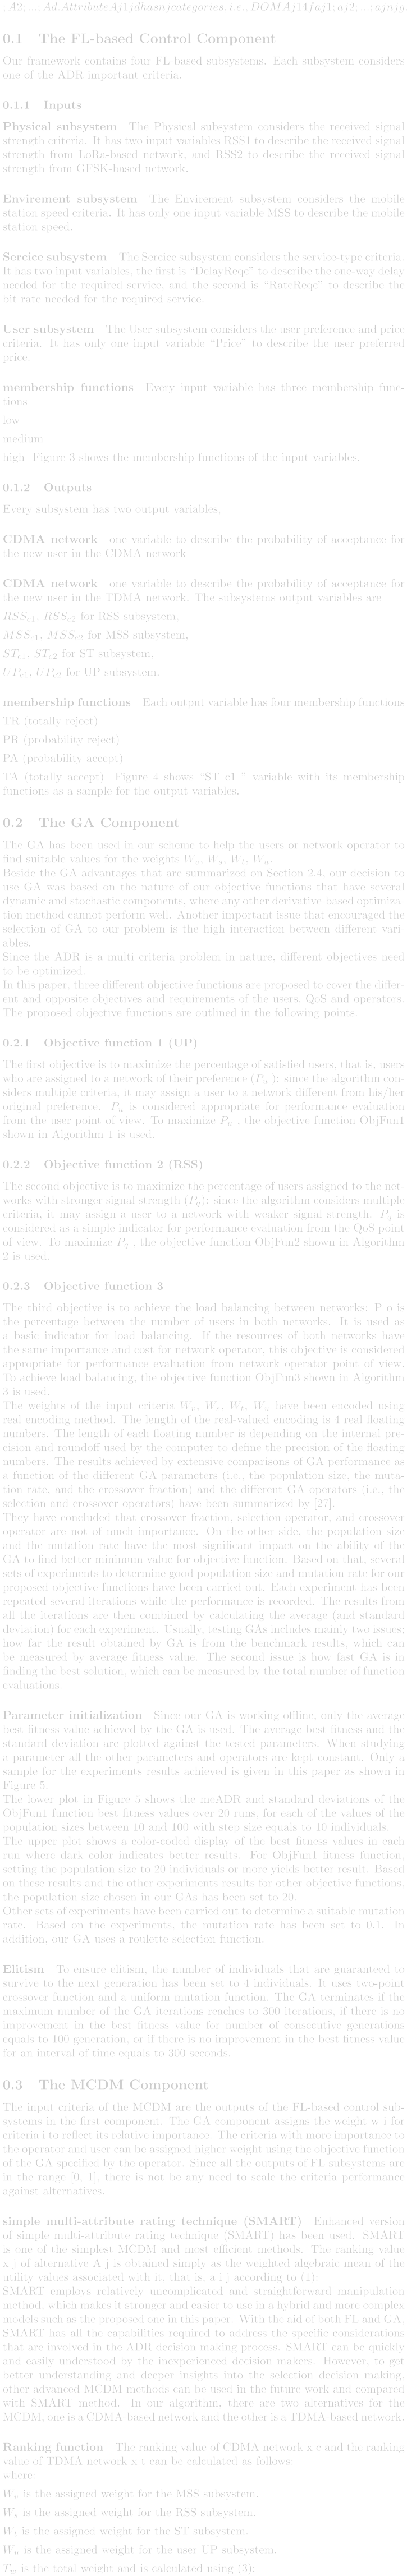 ; A2; ...; Ad.AttributeAj1jdhasnjcategories, i.e., DOMAj14faj1; aj2; ...; ajnjg.
0.1 The FL-based Control Component
Our framework contains four FL-based subsystems. Each subsystem considers
one of the ADR important criteria.
0.1.1 Inputs
Physical subsystem The Physical subsystem considers the received signal
strength criteria. It has two input variables RSS1 to describe the received signal
strength from LoRa-based network, and RSS2 to describe the received signal
strength from GFSK-based network.
Envirement subsystem The Envirement subsystem considers the mobile
station speed criteria. It has only one input variable MSS to describe the mobile
station speed.
Sercice subsystem The Sercice subsystem considers the service-type criteria.
It has two input variables, the first is "DelayReqc" to describe the one-way delay
needed for the required service, and the second is "RateReqc" to describe the
bit rate needed for the required service.
User subsystem The User subsystem considers the user preference and price
criteria. It has only one input variable "Price" to describe the user preferred
price.
membership functions Every input variable has three membership func-
tions
low
medium
high Figure 3 shows the membership functions of the input variables.
0.1.2 Outputs
Every subsystem has two output variables,
CDMA network one variable to describe the probability of acceptance for
the new user in the CDMA network
CDMA network one variable to describe the probability of acceptance for
the new user in the TDMA network. The subsystems output variables are
RSSc1, RSSc2 for RSS subsystem,
MSSc1, MSSc2 for MSS subsystem,
STc1, STc2 for ST subsystem,
UPc1, UPc2 for UP subsystem.
membership functions Each output variable has four membership functions
TR (totally reject)
PR (probability reject)
PA (probability accept)
TA (totally accept) Figure 4 shows "ST c1 " variable with its membership
functions as a sample for the output variables.
0.2 The GA Component
The GA has been used in our scheme to help the users or network operator to
find suitable values for the weights Wv, Ws, Wt, Wu.
Beside the GA advantages that are summarized on Section 2.4, our decision to
use GA was based on the nature of our objective functions that have several
dynamic and stochastic components, where any other derivative-based optimiza-
tion method cannot perform well. Another important issue that encouraged the
selection of GA to our problem is the high interaction between different vari-
ables.
Since the ADR is a multi criteria problem in nature, different objectives need
to be optimized.
In this paper, three different objective functions are proposed to cover the differ-
ent and opposite objectives and requirements of the users, QoS and operators.
The proposed objective functions are outlined in the following points.
0.2.1 Objective function 1 (UP)
The first objective is to maximize the percentage of satisfied users, that is, users
who are assigned to a network of their preference (Pu ): since the algorithm con-
siders multiple criteria, it may assign a user to a network different from his/her
original preference. Pu is considered appropriate for performance evaluation
from the user point of view. To maximize Pu , the objective function ObjFun1
shown in Algorithm 1 is used.
0.2.2 Objective function 2 (RSS)
The second objective is to maximize the percentage of users assigned to the net-
works with stronger signal strength (Pq): since the algorithm considers multiple
criteria, it may assign a user to a network with weaker signal strength. Pq is
considered as a simple indicator for performance evaluation from the QoS point
of view. To maximize Pq , the objective function ObjFun2 shown in Algorithm
2 is used.
0.2.3 Objective function 3
The third objective is to achieve the load balancing between networks: P o is
the percentage between the number of users in both networks. It is used as
a basic indicator for load balancing. If the resources of both networks have
the same importance and cost for network operator, this objective is considered
appropriate for performance evaluation from network operator point of view.
To achieve load balancing, the objective function ObjFun3 shown in Algorithm
3 is used.
The weights of the input criteria Wv, Ws, Wt, Wu have been encoded using
real encoding method. The length of the real-valued encoding is 4 real floating
numbers. The length of each floating number is depending on the internal pre-
cision and roundoff used by the computer to define the precision of the floating
numbers. The results achieved by extensive comparisons of GA performance as
a function of the different GA parameters (i.e., the population size, the muta-
tion rate, and the crossover fraction) and the different GA operators (i.e., the
selection and crossover operators) have been summarized by [27].
They have concluded that crossover fraction, selection operator, and crossover
operator are not of much importance. On the other side, the population size
and the mutation rate have the most significant impact on the ability of the
GA to find better minimum value for objective function. Based on that, several
sets of experiments to determine good population size and mutation rate for our
proposed objective functions have been carried out. Each experiment has been
repeated several iterations while the performance is recorded. The results from
all the iterations are then combined by calculating the average (and standard
deviation) for each experiment. Usually, testing GAs includes mainly two issues;
how far the result obtained by GA is from the benchmark results, which can
be measured by average fitness value. The second issue is how fast GA is in
finding the best solution, which can be measured by the total number of function
evaluations.
Parameter initialization Since our GA is working offline, only the average
best fitness value achieved by the GA is used. The average best fitness and the
standard deviation are plotted against the tested parameters. When studying
a parameter all the other parameters and operators are kept constant. Only a
sample for the experiments results achieved is given in this paper as shown in
Figure 5.
The lower plot in Figure 5 shows the meADR and standard deviations of the
ObjFun1 function best fitness values over 20 runs, for each of the values of the
population sizes between 10 and 100 with step size equals to 10 individuals.
The upper plot shows a color-coded display of the best fitness values in each
run where dark color indicates better results. For ObjFun1 fitness function,
setting the population size to 20 individuals or more yields better result. Based
on these results and the other experiments results for other objective functions,
the population size chosen in our GAs has been set to 20.
Other sets of experiments have been carried out to determine a suitable mutation
rate. Based on the experiments, the mutation rate has been set to 0.1. In
addition, our GA uses a roulette selection function.
Elitism To ensure elitism, the number of individuals that are guaranteed to
survive to the next generation has been set to 4 individuals. It uses two-point
crossover function and a uniform mutation function. The GA terminates if the
maximum number of the GA iterations reaches to 300 iterations, if there is no
improvement in the best fitness value for number of consecutive generations
equals to 100 generation, or if there is no improvement in the best fitness value
for an interval of time equals to 300 seconds.
0.3 The MCDM Component
The input criteria of the MCDM are the outputs of the FL-based control sub-
systems in the first component. The GA component assigns the weight w i for
criteria i to reflect its relative importance. The criteria with more importance to
the operator and user can be assigned higher weight using the objective function
of the GA specified by the operator. Since all the outputs of FL subsystems are
in the range [0, 1], there is not be any need to scale the criteria performance
against alternatives.
simple multi-attribute rating technique (SMART) Enhanced version
of simple multi-attribute rating technique (SMART) has been used. SMART
is one of the simplest MCDM and most efficient methods. The ranking value
x j of alternative A j is obtained simply as the weighted algebraic mean of the
utility values associated with it, that is, a i j according to (1):
SMART employs relatively uncomplicated and straightforward manipulation
method, which makes it stronger and easier to use in a hybrid and more complex
models such as the proposed one in this paper. With the aid of both FL and GA,
SMART has all the capabilities required to address the specific considerations
that are involved in the ADR decision making process. SMART can be quickly
and easily understood by the inexperienced decision makers. However, to get
better understanding and deeper insights into the selection decision making,
other advanced MCDM methods can be used in the future work and compared
with SMART method. In our algorithm, there are two alternatives for the
MCDM, one is a CDMA-based network and the other is a TDMA-based network.
Ranking function The ranking value of CDMA network x c and the ranking
value of TDMA network x t can be calculated as follows:
where:
Wv is the assigned weight for the MSS subsystem.
Ws is the assigned weight for the RSS subsystem.
Wt is the assigned weight for the ST subsystem.
Wu is the assigned weight for the user UP subsystem.
Tw is the total weight and is calculated using (3):